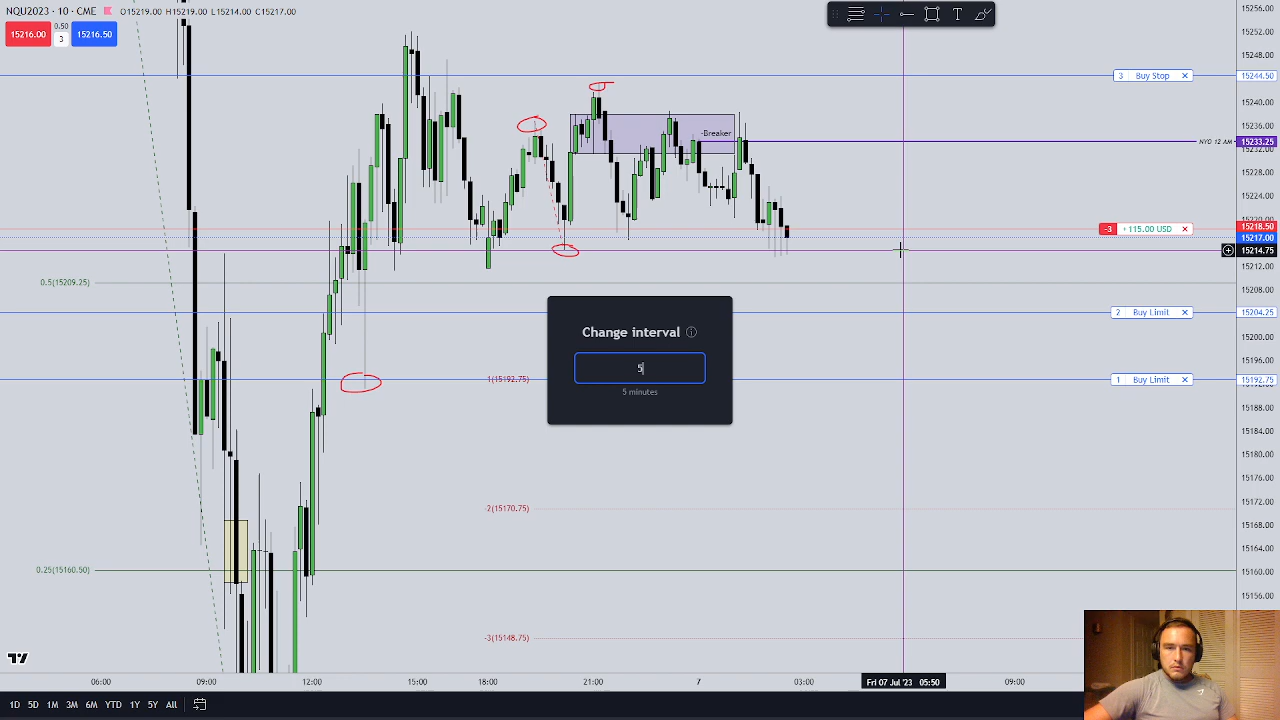 NQU2023 · 10 · CME O15219.00 H15219.00 L15214.00 C15217.00
15216.00 0.50 3 15216.50
-Breaker
NYO 12 AM
3 Buy Stop ×
-3 +115.00 USD ×
2 Buy Limit ×
1 Buy Limit ×
0.5(15209.25)
1(15192.75)
-2(15170.75)
0.25(15160.50)
-3(15148.75)
Change interval
5
5 minutes
15256.00
15252.00
15248.00
15244.50
15240.00
15236.00
15233.25
15232.00
15228.00
15224.00
15220.00
15218.50
15217.00
15214.75
15212.00
15208.00
15204.25
15200.00
15196.00
15192.75
15188.00
15184.00
15180.00
15176.00
15172.00
15168.00
15164.00
15160.00
15156.00
06:00 09:00 12:00 15:00 18:00 21:00 7 03:00 Fri 07 Jul '23 05:50 09:00
1D 5D 1M 3M 6M YTD 1Y 5Y All